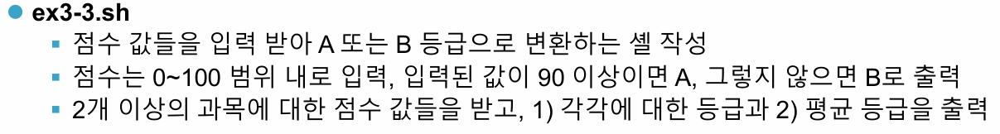 ex3-3.sh
점수 값들을 입력 받아 A 또는 B 등급으로 변환하는 셸 작성
점수는 0~100 범위 내로 입력, 입력된 값이 90 이상이면 A, 그렇지 않으면 B로 출력
2개 이상의 과목에 대한 점수 값들을 받고, 1) 각각에 대한 등급과 2) 평균 등급을 출력